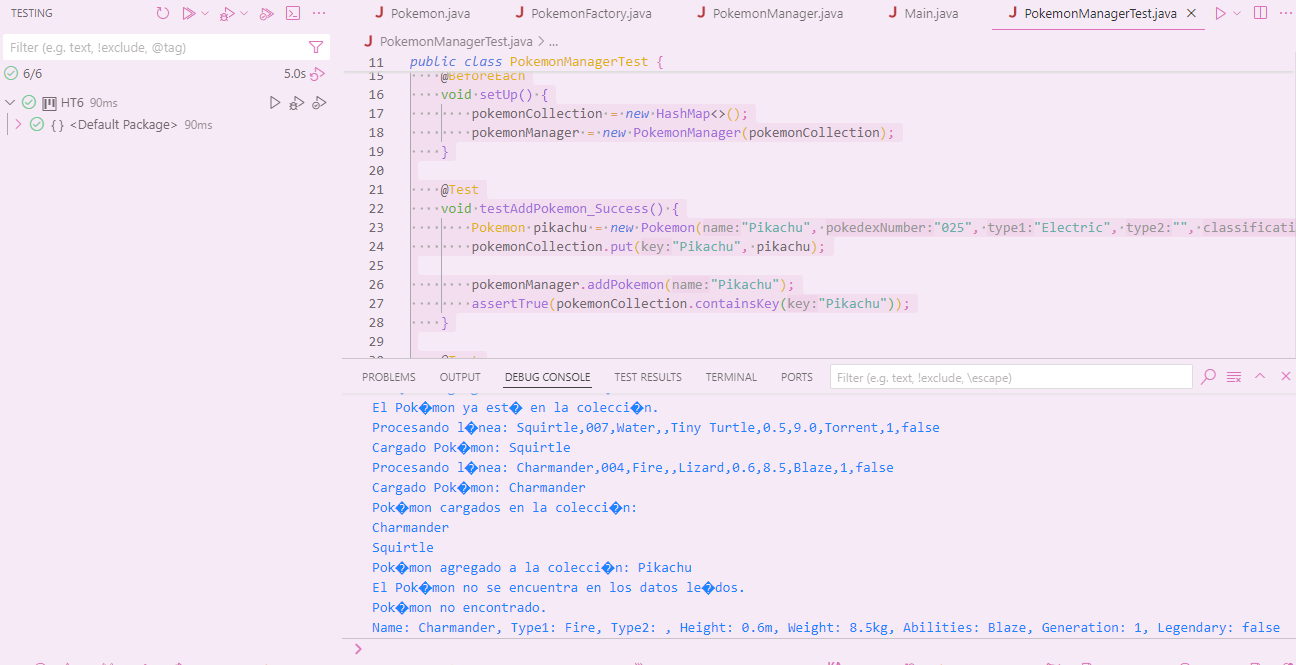 TESTING
Filter (e.g. text, !exclude, @tag)
6/6 5.0s
HT6 90ms
{} <Default Package> 90ms
J Pokemon.java J PokemonFactory.java J PokemonManager.java J Main.java J PokemonManagerTest.java
J PokemonManagerTest.java > ...
11 public class PokemonManagerTest {
15 ····@BeforeEach
16 ····void·setUp()·{
17 ········pokemonCollection·=·new·HashMap<>();
18 ········pokemonManager·=·new·PokemonManager(pokemonCollection);
19 ····}
20
21 ····@Test
22 ····void·testAddPokemon_Success()·{
23 ········Pokemon·pikachu·=·new·Pokemon(name:"Pikachu",·pokedexNumber:"025",·type1:"Electric",·type2:"",·classificati
24 ········pokemonCollection.put(key:"Pikachu",·pikachu);
25
26 ········pokemonManager.addPokemon(name:"Pikachu");
27 ········assertTrue(pokemonCollection.containsKey(key:"Pikachu"));
28 ····}
29
PROBLEMS OUTPUT DEBUG CONSOLE TEST RESULTS TERMINAL PORTS
Filter (e.g. text, !exclude, \escape)
El Pok�mon ya est� en la colecci�n.
Procesando l�nea: Squirtle,007,Water,,Tiny Turtle,0.5,9.0,Torrent,1,false
Cargado Pok�mon: Squirtle
Procesando l�nea: Charmander,004,Fire,,Lizard,0.6,8.5,Blaze,1,false
Cargado Pok�mon: Charmander
Pok�mon cargados en la colecci�n:
Charmander
Squirtle
Pok�mon agregado a la colecci�n: Pikachu
El Pok�mon no se encuentra en los datos le�dos.
Pok�mon no encontrado.
Name: Charmander, Type1: Fire, Type2: , Height: 0.6m, Weight: 8.5kg, Abilities: Blaze, Generation: 1, Legendary: false